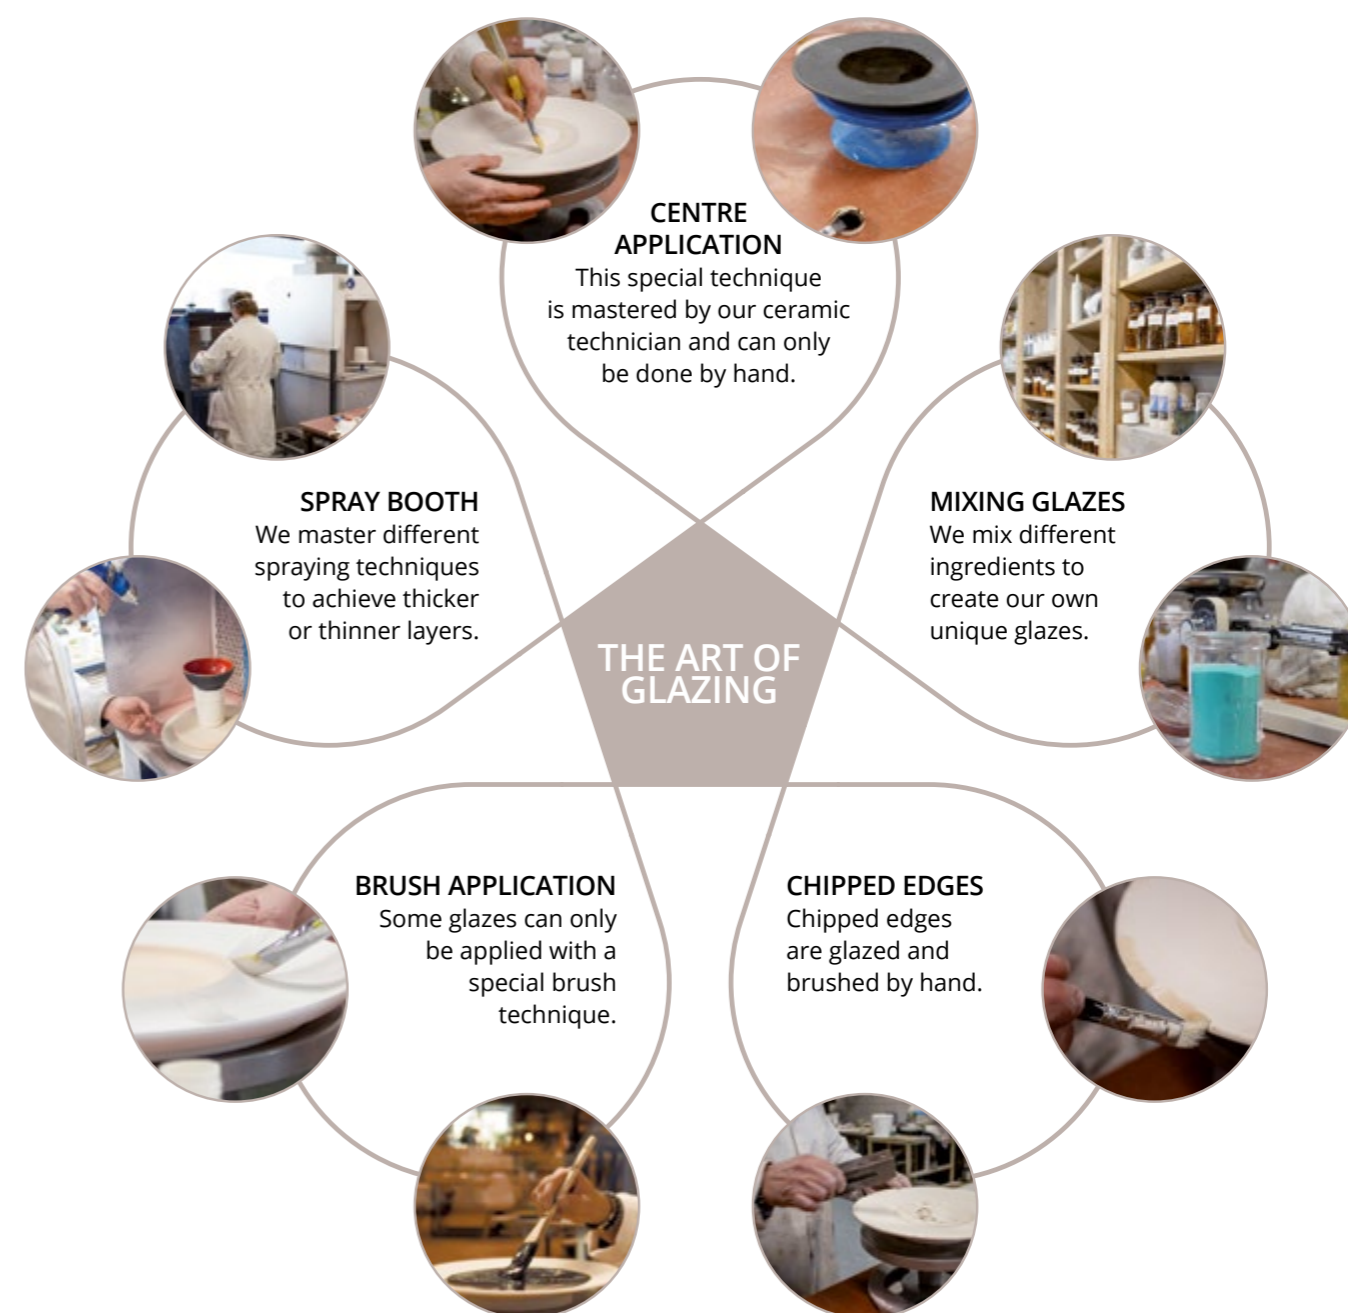 CENTRE
APPLICATION
This special technique
is mastered by our ceramic
technician and can only
be done by hand.
SPRAY BOOTH
We master different
spraying techniques
to achieve thicker
or thinner layers.
MIXING GLAZES
We mix different
ingredients to
create our own
unique glazes.
THE ART OF
GLAZING
BRUSH APPLICATION
Some glazes can only
be applied with a
special brush
technique.
CHIPPED EDGES
Chipped edges
are glazed and
brushed by hand.